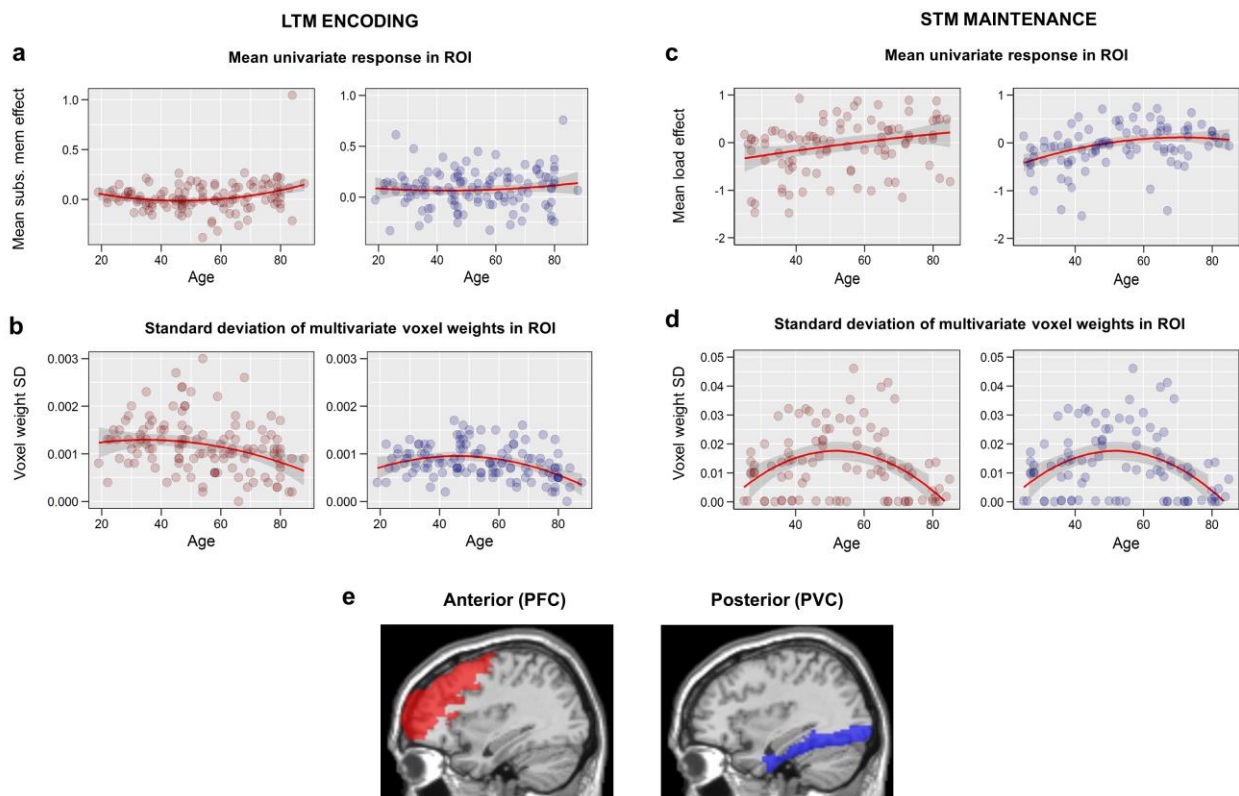 LTM ENCODING
STM MAINTENANCE
a
Mean univariate response in ROI
Mean subs. mem effect
1.0
0.5
0.0
20 40 60 80
Age
1.0
0.5
0.0
20 40 60 80
Age
c
Mean univariate response in ROI
Mean load effect
1
0
-1
-2
40 60 80
Age
1
0
-1
-2
40 60 80
Age
b
Standard deviation of multivariate voxel weights in ROI
Voxel weight SD
0.003
0.002
0.001
0.000
20 40 60 80
Age
0.003
0.002
0.001
0.000
20 40 60 80
Age
d
Standard deviation of multivariate voxel weights in ROI
Voxel weight SD
0.05
0.04
0.03
0.02
0.01
0.00
40 60 80
Age
0.05
0.04
0.03
0.02
0.01
0.00
40 60 80
Age
e
Anterior (PFC)
Posterior (PVC)